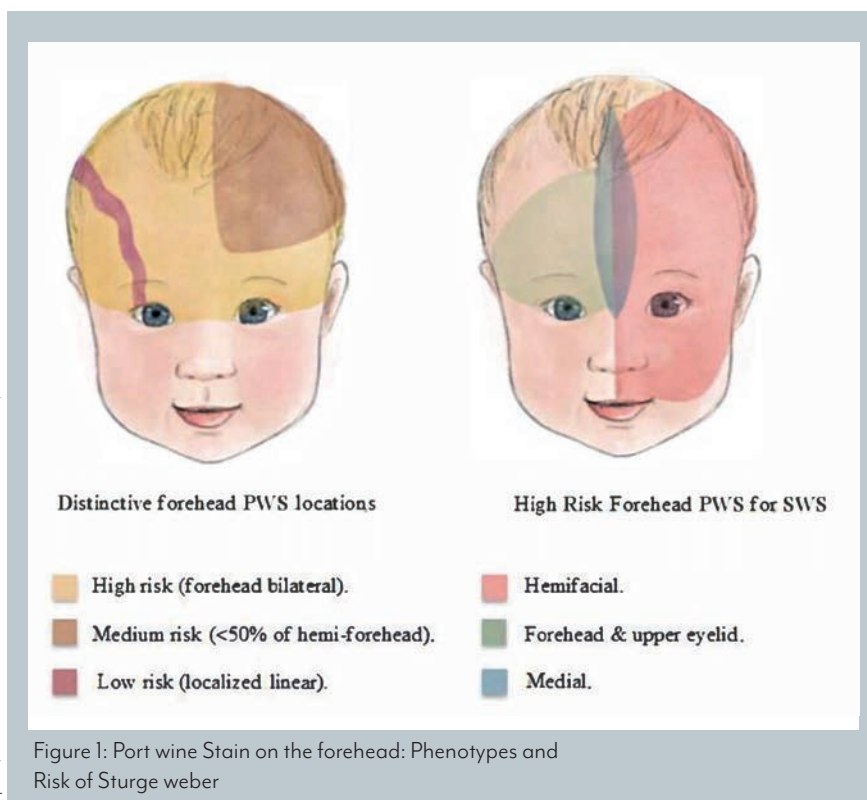 Distinctive forehead PWS locations
High risk (forehead bilateral).
Medium risk (<50% of hemi-forehead).
Low risk (localized linear).
High Risk Forehead PWS for SWS
Hemifacial.
Forehead & upper eyelid.
Medial.
Figure 1: Port wine Stain on the forehead: Phenotypes and
Risk of Sturge weber